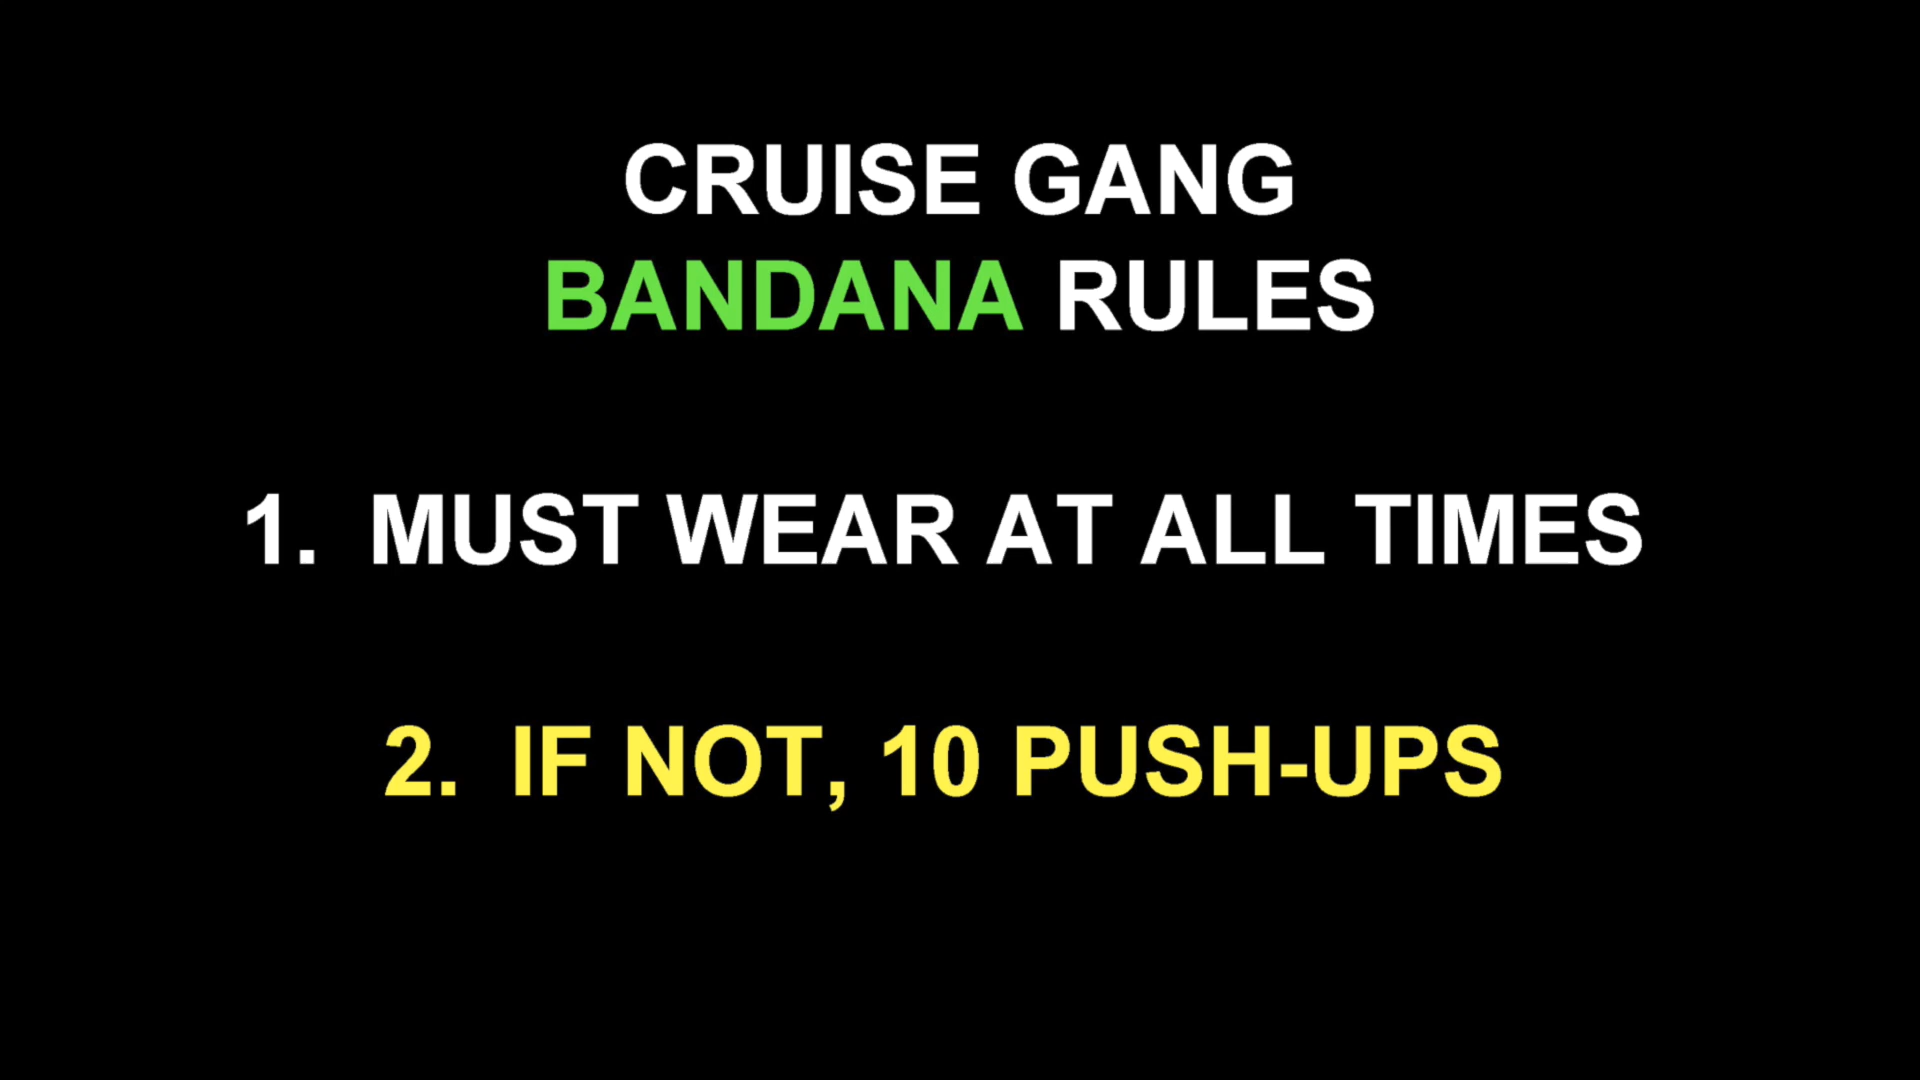 CRUISE GANG
BANDANA RULES
1. MUST WEAR AT ALL TIMES
2. IF NOT, 10 PUSH-UPS